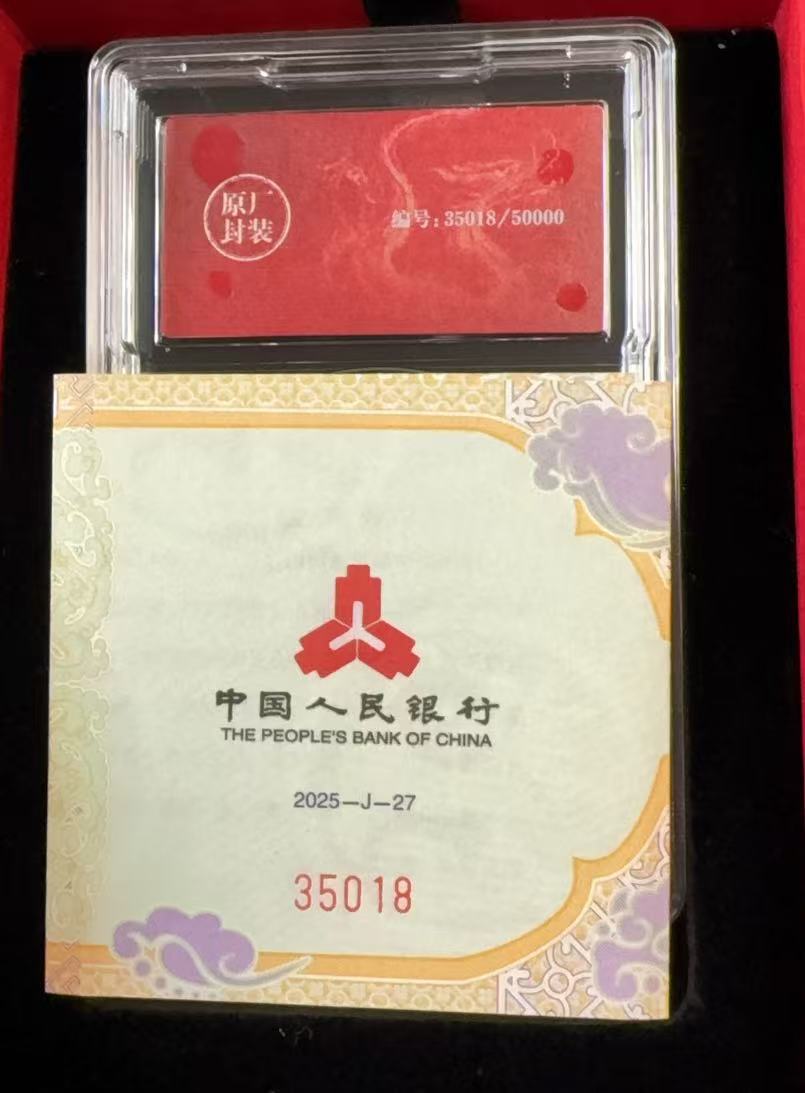 原厂
封装
编号:35018/50000
中国人民银行
THE PEOPLE'S BANK OF CHINA
2025—J—27
35018